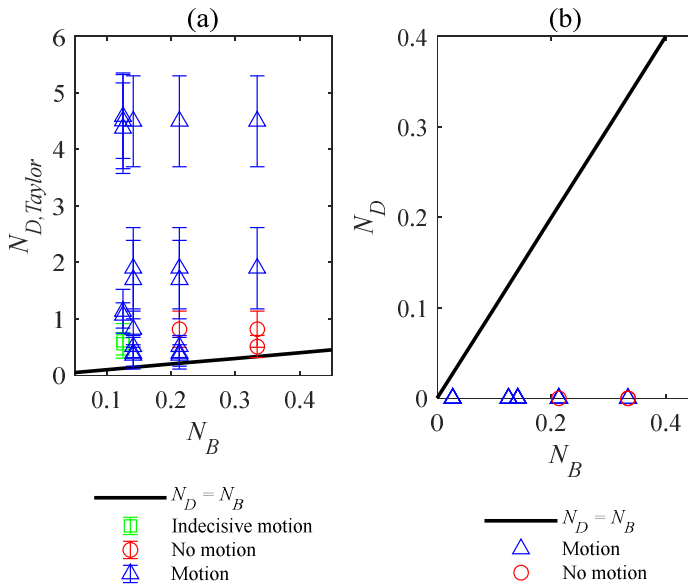 (a)
(b)
6
5
4
3
2
1
0
N_{D,Taylor}
0.1 0.2 0.3 0.4
N_B
0.4
0.3
0.2
0.1
0
N_D
0 0.2 0.4
N_B
N_D = N_B
Indecisive motion
No motion
Motion
N_D = N_B
Motion
No motion